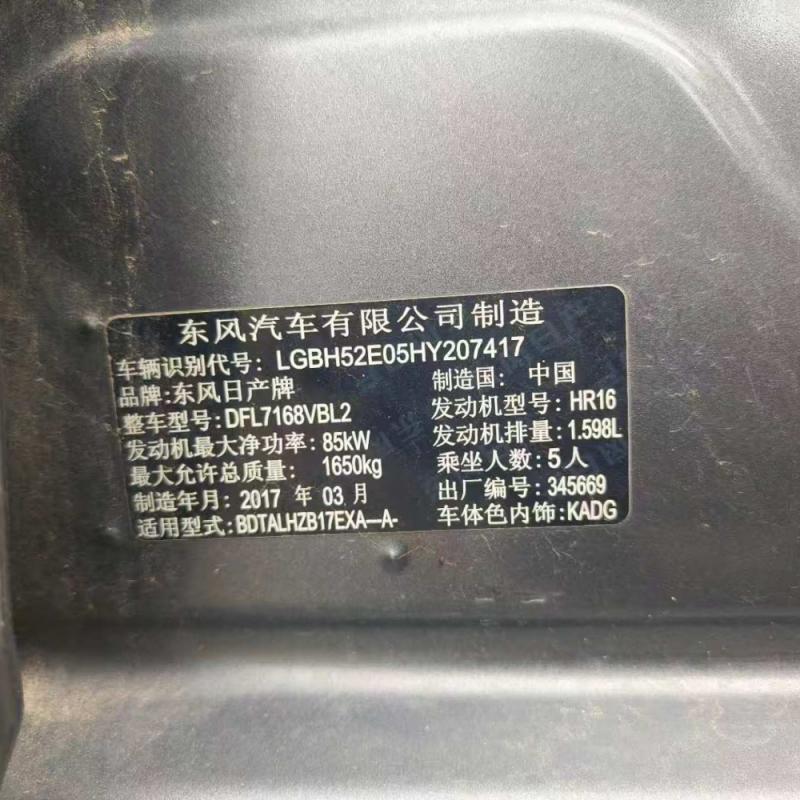 东风汽车有限公司制造
车辆识别代号: LGBH52E05HY207417
品牌: 东风日产牌 制造国: 中国
整车型号: DFL7168VBL2 发动机型号: HR16
发动机最大净功率: 85kW 发动机排量: 1.598L
最大允许总质量: 1650kg 乘坐人数: 5人
制造年月: 2017 年 03 月 出厂编号: 345669
适用型式: BDTALHZB17EXA—A- 车体色内饰: KADG